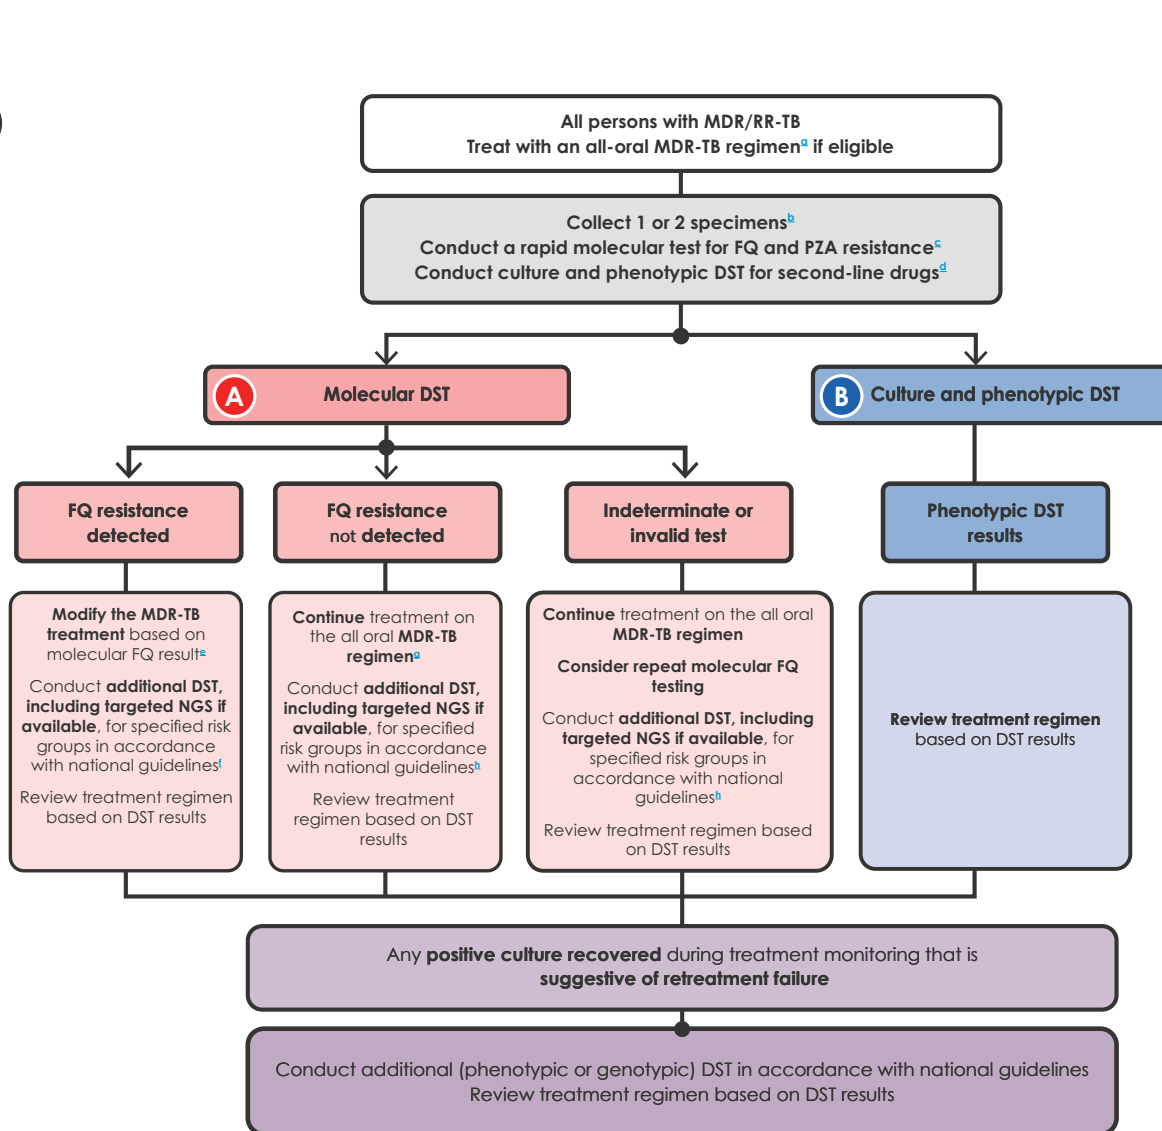 All persons with MDR/RR-TB
Treat with an all-oral MDR-TB regimenᵃ if eligible
Collect 1 or 2 specimensᵇ
Conduct a rapid molecular test for FQ and PZA resistanceᶜ
Conduct culture and phenotypic DST for second-line drugsᵈ
A
Molecular DST
B
Culture and phenotypic DST
FQ resistance
detected
FQ resistance
not detected
Indeterminate or
invalid test
Phenotypic DST
results
Modify the MDR-TB
treatment based on
molecular FQ resultᵉ
Conduct additional DST,
including targeted NGS if
available, for specified risk
groups in accordance
with national guidelinesᶠ
Review treatment regimen
based on DST results
Continue treatment on
the all oral MDR-TB
regimenᵍ
Conduct additional DST,
including targeted NGS if
available, for specified
risk groups in accordance
with national guidelinesʰ
Review treatment
regimen based on DST
results
Continue treatment on the all oral
MDR-TB regimen
Consider repeat molecular FQ
testing
Conduct additional DST, including
targeted NGS if available, for
specified risk groups in
accordance with national
guidelinesʰ
Review treatment regimen based
on DST results
Review treatment regimen
based on DST results
Any positive culture recovered during treatment monitoring that is
suggestive of retreatment failure
Conduct additional (phenotypic or genotypic) DST in accordance with national guidelines
Review treatment regimen based on DST results